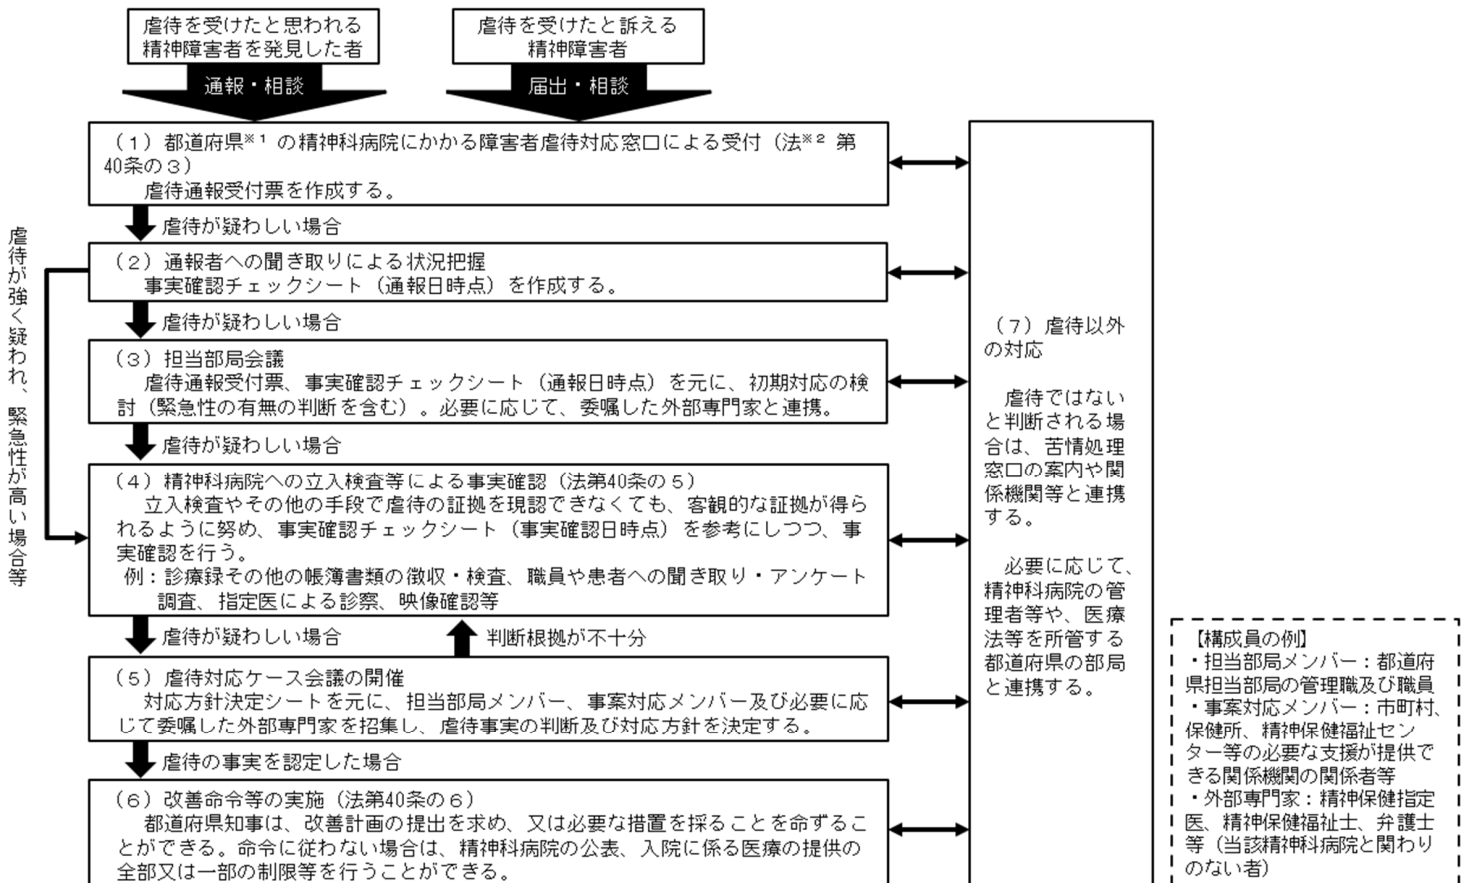 虐待を受けたと思われる
精神障害者を発見した者
虐待を受けたと訴える
精神障害者
通報・相談
届出・相談
（１）都道府県※１の精神科病院にかかる障害者虐待対応窓口による受付（法※２ 第
40条の３）
虐待通報受付票を作成する。
虐待が疑わしい場合
（２）通報者への聞き取りによる状況把握
事実確認チェックシート（通報日時点）を作成する。
虐待が疑わしい場合
（３）担当部局会議
虐待通報受付票、事実確認チェックシート（通報日時点）を元に、初期対応の検
討（緊急性の有無の判断を含む）。必要に応じて、委嘱した外部専門家と連携。
虐待が疑わしい場合
（４）精神科病院への立入検査等による事実確認（法第40条の５）
立入検査やその他の手段で虐待の証拠を現認できなくても、客観的な証拠が得ら
れるように努め、事実確認チェックシート（事実確認日時点）を参考にしつつ、事
実確認を行う。
例：診療録その他の帳簿書類の徴収・検査、職員や患者への聞き取り・アンケート
調査、指定医による診察、映像確認等
虐待が疑わしい場合
判断根拠が不十分
（５）虐待対応ケース会議の開催
対応方針決定シートを元に、担当部局メンバー、事案対応メンバー及び必要に応
じて委嘱した外部専門家を招集し、虐待事実の判断及び対応方針を決定する。
虐待の事実を認定した場合
（６）改善命令等の実施（法第40条の６）
都道府県知事は、改善計画の提出を求め、又は必要な措置を採ることを命ずるこ
とができる。命令に従わない場合は、精神科病院の公表、入院に係る医療の提供の
全部又は一部の制限等を行うことができる。
虐待が強く疑われ、緊急性が高い場合等
（７）虐待以外
の対応
虐待ではない
と判断される場
合は、苦情処理
窓口の案内や関
係機関等と連携
する。
必要に応じて、
精神科病院の管
理者等や、医療
法等を所管する
都道府県の部局
と連携する。
【構成員の例】
・担当部局メンバー：都道府
県担当部局の管理職及び職員
・事案対応メンバー：市町村、
保健所、精神保健福祉セン
ター等の必要な支援が提供で
きる関係機関の関係者等
・外部専門家：精神保健指定
医、精神保健福祉士、弁護士
等（当該精神科病院と関わり
のない者）